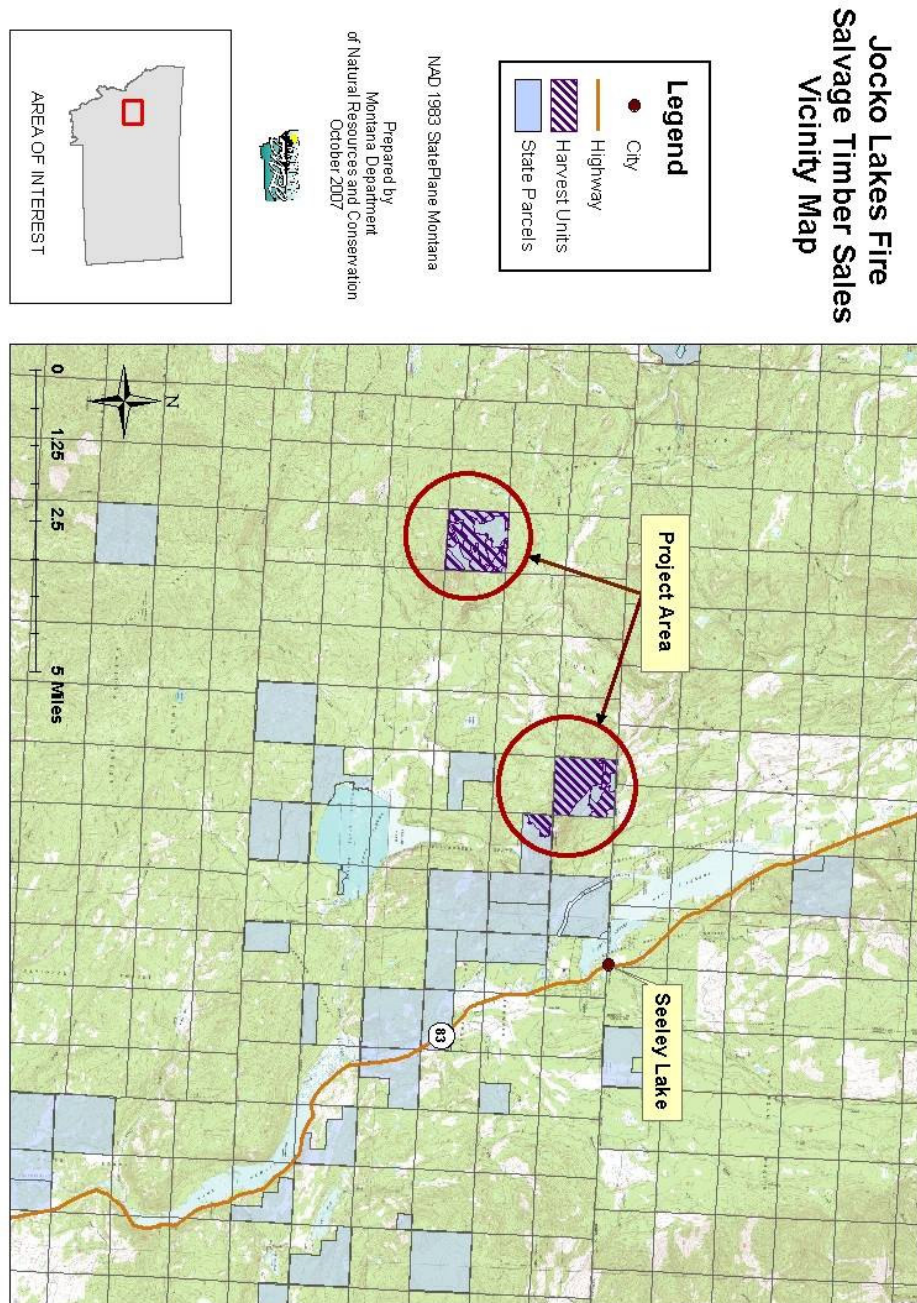 Jocko Lakes Fire
Salvage Timber Sales
Vicinity Map
Legend
City
Highway
Harvest Units
State Parcels
NAD 1983 StatePlane Montana
Prepared by
Montana Department
of Natural Resources and Conservation
October 2007
AREA OF INTEREST
Project Area
Seeley Lake
83
N
0 1.25 2.5 5 Miles